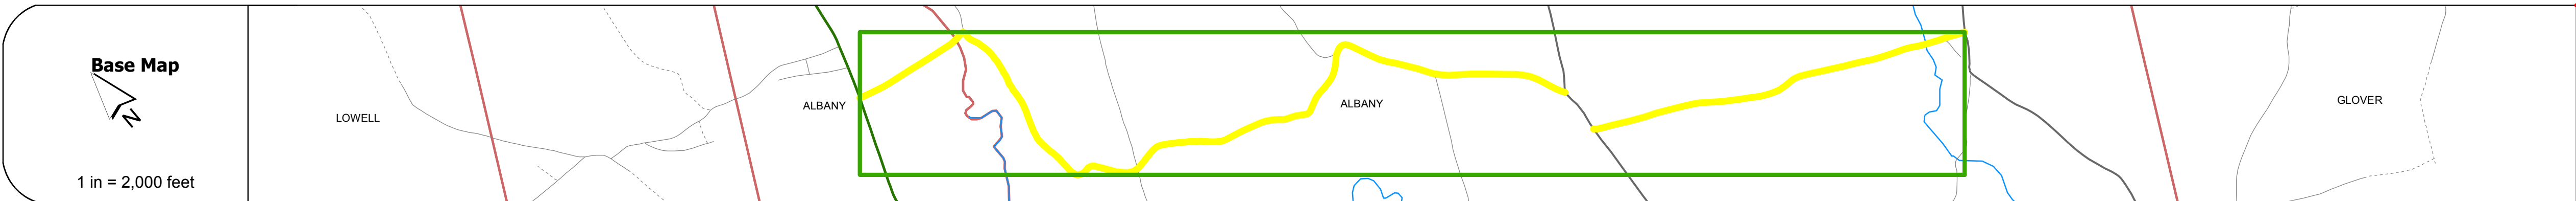 Base Map
N
1 in = 2,000 feet
LOWELL
ALBANY
ALBANY
GLOVER